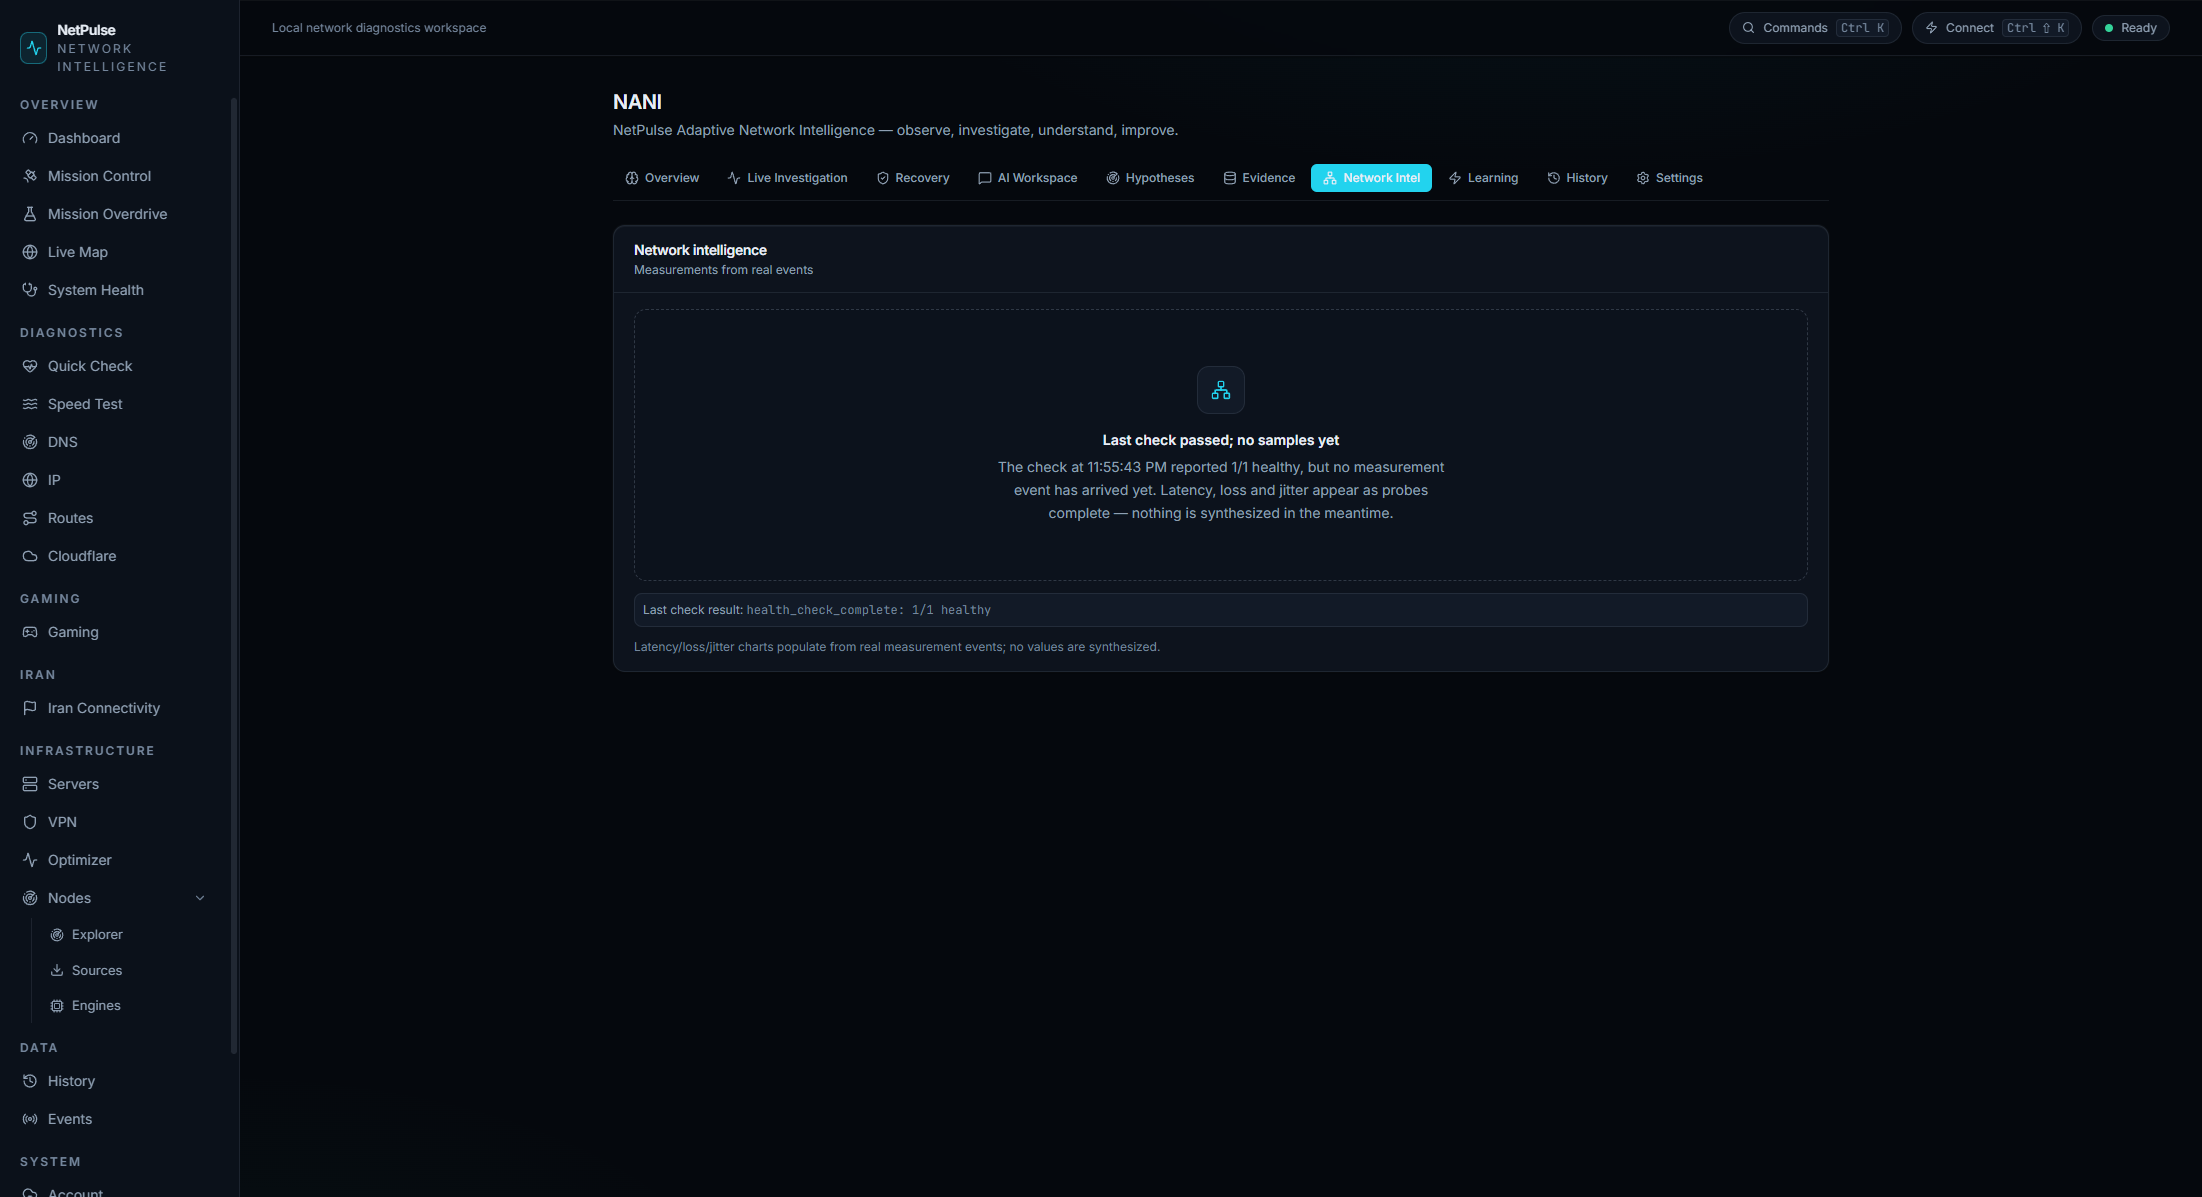 NetPulse
NETWORK
INTELLIGENCE
OVERVIEW
Dashboard
Mission Control
Mission Overdrive
Live Map
System Health
DIAGNOSTICS
Quick Check
Speed Test
DNS
IP
Routes
Cloudflare
GAMING
Gaming
IRAN
Iran Connectivity
INFRASTRUCTURE
Servers
VPN
Optimizer
Nodes
Explorer
Sources
Engines
DATA
History
Events
SYSTEM
Account
Local network diagnostics workspace
Commands Ctrl K
Connect Ctrl ⇧ K
Ready
NANI
NetPulse Adaptive Network Intelligence — observe, investigate, understand, improve.
Overview Live Investigation Recovery AI Workspace Hypotheses Evidence Network Intel Learning History Settings
Network intelligence
Measurements from real events
Last check passed; no samples yet
The check at 11:55:43 PM reported 1/1 healthy, but no measurement
event has arrived yet. Latency, loss and jitter appear as probes
complete — nothing is synthesized in the meantime.
Last check result: health_check_complete: 1/1 healthy
Latency/loss/jitter charts populate from real measurement events; no values are synthesized.